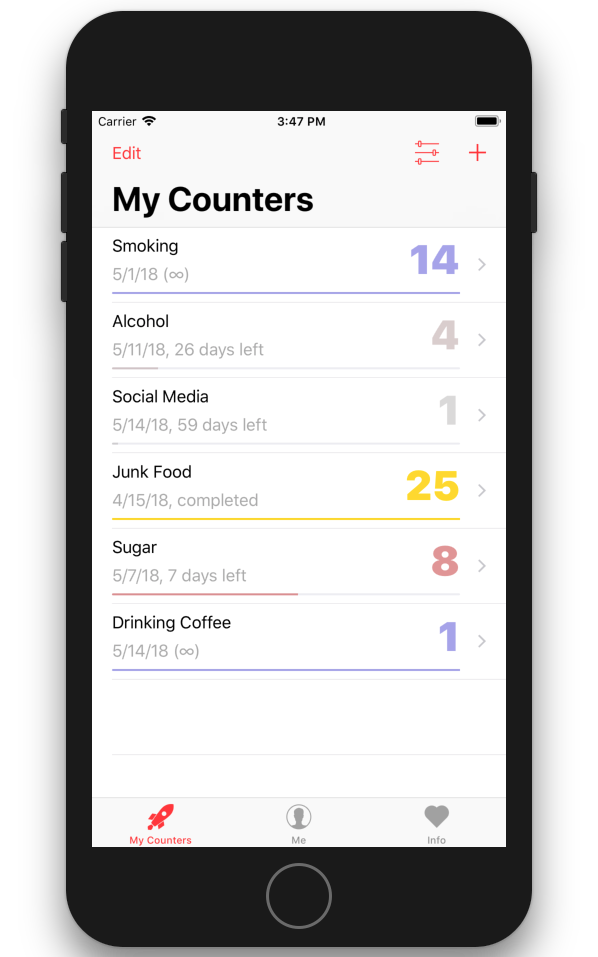 Carrier 3:47 PM
Edit
My Counters
Smoking
14
5/1/18 (∞)
Alcohol
4
5/11/18, 26 days left
Social Media
1
5/14/18, 59 days left
Junk Food
25
4/15/18, completed
Sugar
8
5/7/18, 7 days left
Drinking Coffee
1
5/14/18 (∞)
My Counters Me Info